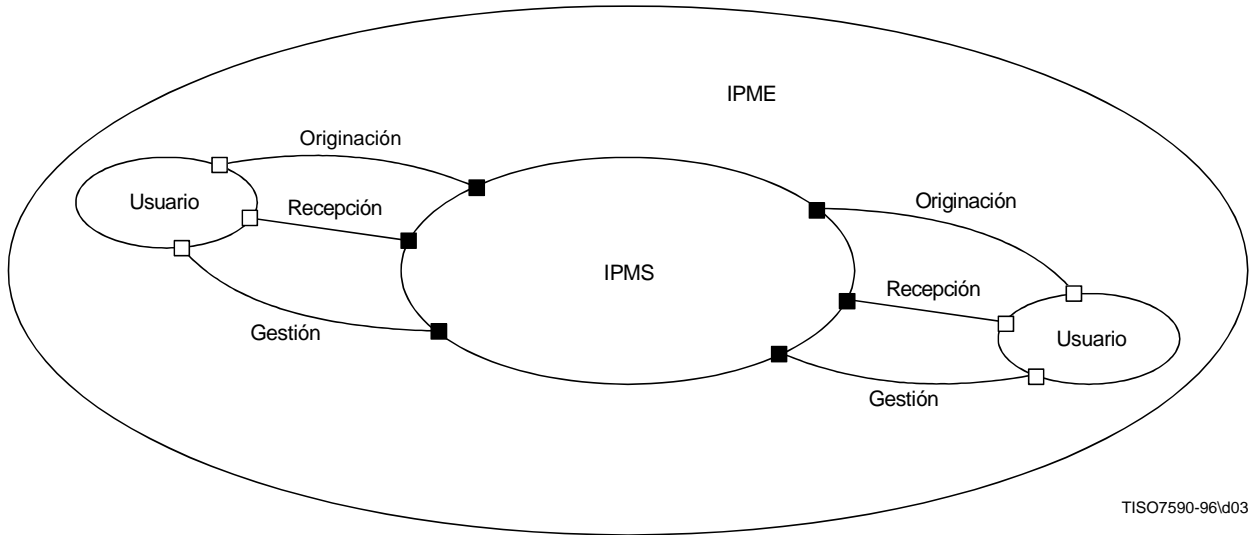 IPME
Originación
Usuario
Recepción
Originación
IPMS
Recepción
Gestión
Usuario
Gestión
TISO7590-96\d03